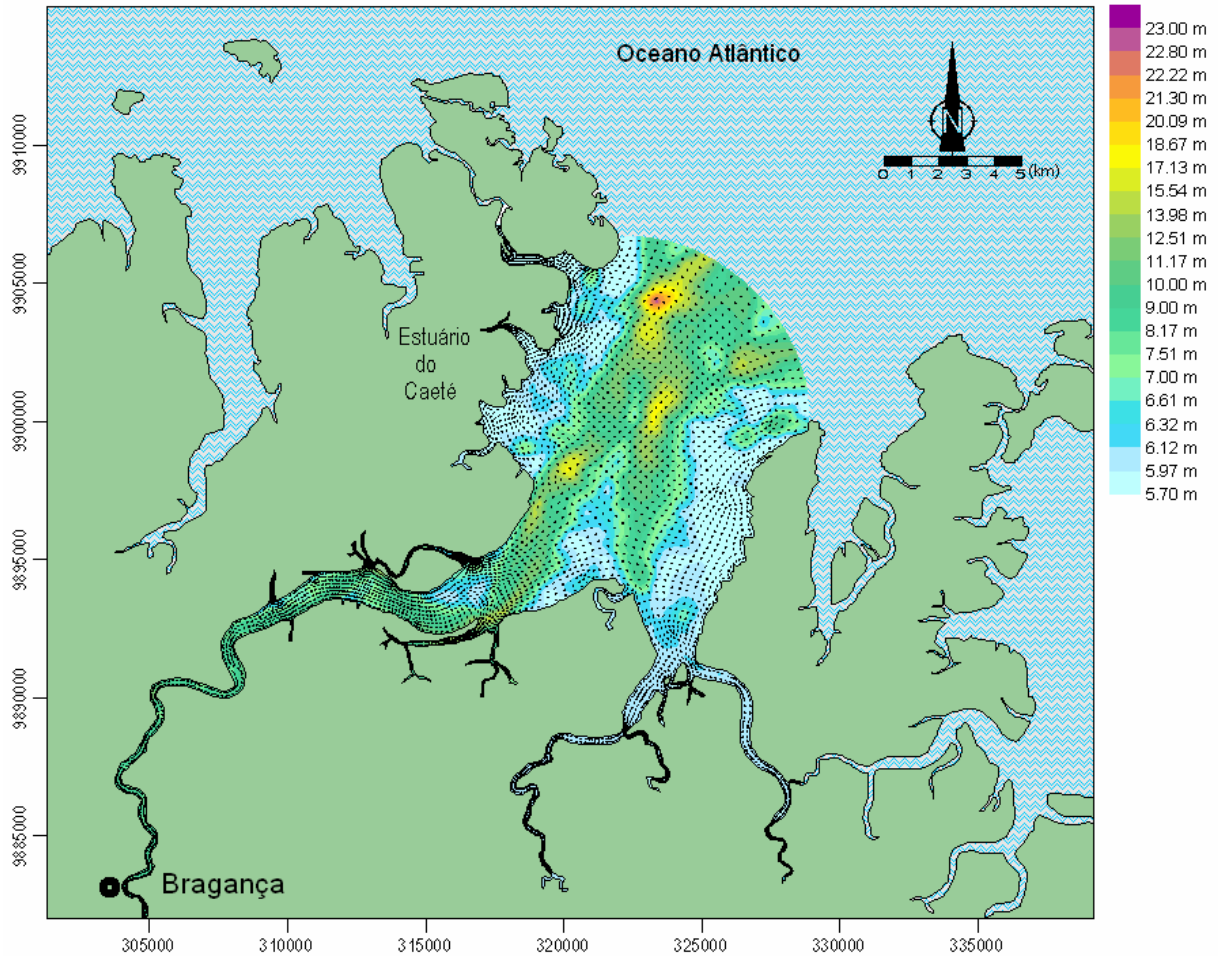 Oceano Atlântico
N
0 1 2 3 4 5 (km)
Estuário
do
Caeté
Bragança
23.00 m
22.80 m
22.22 m
21.30 m
20.09 m
18.67 m
17.13 m
15.54 m
13.98 m
12.51 m
11.17 m
10.00 m
9.00 m
8.17 m
7.51 m
7.00 m
6.61 m
6.32 m
6.12 m
5.97 m
5.70 m
9910000
9905000
9900000
9895000
9890000
9885000
305000 310000 315000 320000 325000 330000 335000